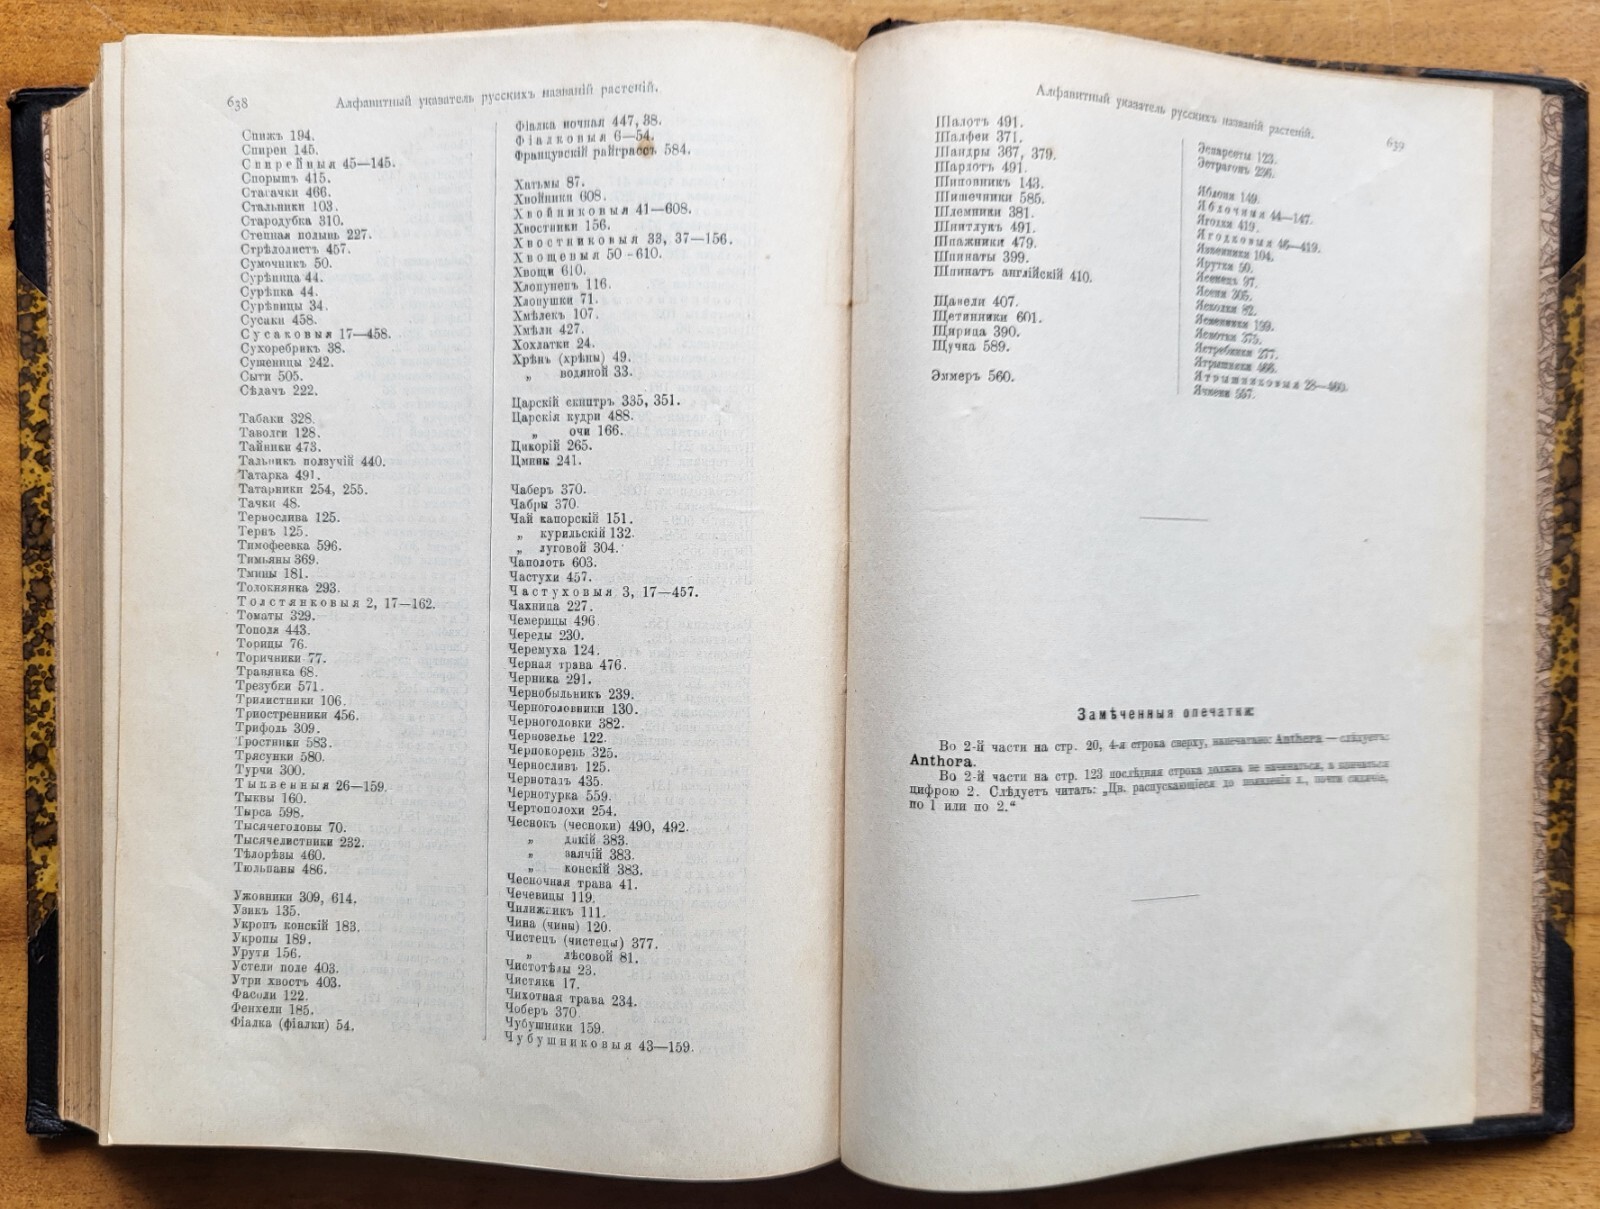 638
Алфавитный указатель русскихъ названій растеній.
Спижъ 194.
Спиреи 145.
Спирейныя 45—145.
Спорышъ 415.
Стагачки 466.
Стальники 103.
Стародубка 310.
Степная полынь 227.
Стрѣлолистъ 457.
Сумочникъ 50.
Сурѣпица 44.
Сурѣпка 44.
Сурѣпицы 34.
Сусаки 458.
Сусаковыя 17—458.
Сухоребрикъ 38.
Сушеницы 242.
Сыти 505.
Сѣдачъ 222.
Табаки 328.
Таволги 128.
Тайники 473.
Тальникъ ползучій 440.
Татарка 491.
Татарники 254, 255.
Тачки 48.
Тернослива 125.
Тернъ 125.
Тимофеевка 596.
Тимьяны 369.
Тмины 181.
Толокнянка 293.
Толстянковыя 2, 17—162.
Томаты 329.
Тополя 443.
Торицы 76.
Торичники 77.
Травянка 68.
Трезубки 571.
Трилистники 106.
Триостренники 456.
Трифоль 309.
Тростники 583.
Трясунки 580.
Турчи 300.
Тыквенныя 26—159.
Тыквы 160.
Тырса 598.
Тысячеголовы 70.
Тысячелистники 232.
Тѣлорѣзы 460.
Тюльпаны 486.
Ужовники 309, 614.
Узикъ 135.
Укропъ конскій 183.
Укропы 189.
Урути 156.
Устели поле 403.
Утри хвостъ 403.
Фасоли 122.
Фенхели 185.
Фіалка (фіалки) 54.
Фіалка ночная 447, 38.
Фіалковыя 6—54.
Французскій райграссъ 584.
Хатьмы 87.
Хвойники 608.
Хвойниковыя 41—608.
Хвостники 156.
Хвостниковыя 33, 37—156.
Хвощевыя 50-610.
Хвощи 610.
Хлопунецъ 116.
Хлопушки 71.
Хмѣлекъ 107.
Хмѣли 427.
Хохлатки 24.
Хрѣнъ (хрѣны) 49.
„ водяной 33.
Царскій скипетръ 335, 351.
Царскія кудри 488.
„ очи 166.
Цикорій 265.
Цмины 241.
Чаберъ 370.
Чабры 370.
Чай капорскій 151.
„ курильскій 132.
„ луговой 304.
Чаполоть 603.
Частухи 457.
Частуховыя 3, 17—457.
Чахница 227.
Чемерицы 496.
Череды 230.
Черемуха 124.
Черная трава 476.
Черника 291.
Чернобыльникъ 239.
Черноголовники 130.
Черноголовки 382.
Чернозелье 122.
Чернокорень 325.
Черносливъ 125.
Чернотазъ 435.
Чернотурка 559.
Чертополохи 254.
Чеснокъ (чесноки) 490, 492.
„ дикій 383.
„ заячій 383.
„ конскій 383.
Чесночная трава 41.
Чечевицы 119.
Чилижникъ 111.
Чина (чины) 120.
Чистецъ (чистецы) 377.
„ лѣсовой 81.
Чистотѣлы 23.
Чистяка 17.
Чихотная трава 234.
Чоберъ 370
Чубушники 159.
Чубушниковыя 43—159.
Алфавитный указатель русскихъ названій растеній.
639
Шалотъ 491.
Шалфеи 371.
Шандры 367, 379.
Шарлотъ 491.
Шиповникъ 143.
Шишечники 585.
Шлемники 381.
Шнитлукъ 491.
Шпажники 479.
Шпинаты 399.
Шпинатъ англійскій 410.
Щавели 407.
Щетинники 601.
Щирица 390.
Щучка 589.
Эммеръ 560.
Эспарсеты 123.
Эстрагонъ 236.
Яблони 149.
Яблочныя 44—147.
Ягодки 419.
Ягодковыя 46—419.
Язвенники 104.
Ярутки 50.
Ясенецъ 97.
Ясени 305.
Ясколки 82.
Ясменники 199.
Яснотки 375.
Ястребинки 277.
Ятрышники 466.
Ятрышниковыя 28—460.
Ячмени 557.
Замѣченныя опечатки:
Во 2-й части на стр. 20, 4-я строка сверху, напечатано: Anthera — слѣдуетъ:
Anthora.
Во 2-й части на стр. 123 послѣдняя строка должна не начинаться, а кончаться
цифрою 2. Слѣдуетъ читать: „Цв. распускающіеся до появленія л., почти сидячіе,
по 1 или по 2.“